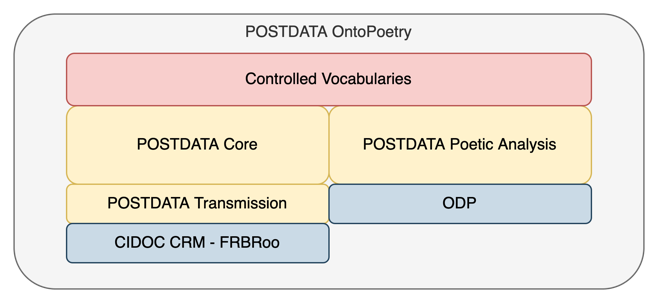 POSTDATA OntoPoetry
Controlled Vocabularies
POSTDATA Core
POSTDATA Poetic Analysis
POSTDATA Transmission
ODP
CIDOC CRM - FRBRoo